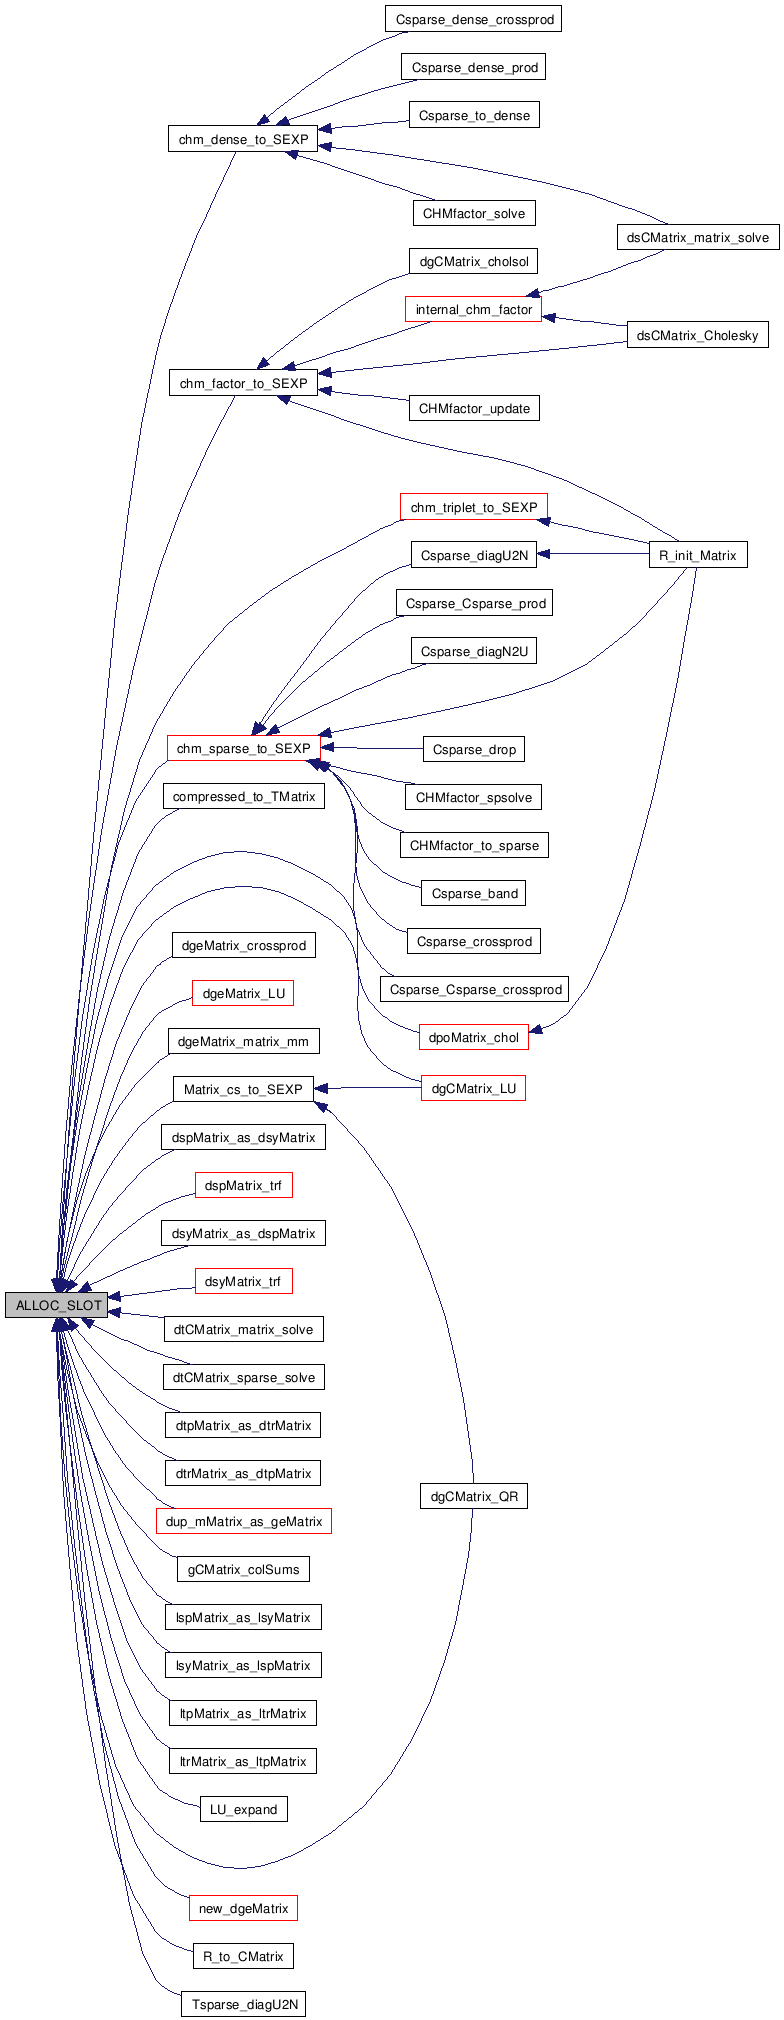 Csparse_dense_crossprod
Csparse_dense_prod
Csparse_to_dense
chm_dense_to_SEXP
CHMfactor_solve
dsCMatrix_matrix_solve
dgCMatrix_cholsol
internal_chm_factor
dsCMatrix_Cholesky
chm_factor_to_SEXP
CHMfactor_update
chm_triplet_to_SEXP
Csparse_diagU2N
R_init_Matrix
Csparse_Csparse_prod
Csparse_diagN2U
chm_sparse_to_SEXP
Csparse_drop
compressed_to_TMatrix
CHMfactor_spsolve
CHMfactor_to_sparse
Csparse_band
dgeMatrix_crossprod
Csparse_crossprod
dgeMatrix_LU
Csparse_Csparse_crossprod
dgeMatrix_matrix_mm
dpoMatrix_chol
Matrix_cs_to_SEXP
dgCMatrix_LU
dspMatrix_as_dsyMatrix
dspMatrix_trf
dsyMatrix_as_dspMatrix
dsyMatrix_trf
ALLOC_SLOT
dtCMatrix_matrix_solve
dtCMatrix_sparse_solve
dtpMatrix_as_dtrMatrix
dtrMatrix_as_dtpMatrix
dgCMatrix_QR
dup_mMatrix_as_geMatrix
gCMatrix_colSums
lspMatrix_as_lsyMatrix
lsyMatrix_as_lspMatrix
ltpMatrix_as_ltrMatrix
ltrMatrix_as_ltpMatrix
LU_expand
new_dgeMatrix
R_to_CMatrix
Tsparse_diagU2N